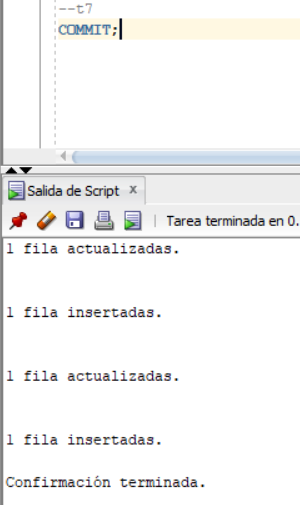 --t7
COMMIT;
Salida de Script x
Tarea terminada en 0.
1 fila actualizadas.
1 fila insertadas.
1 fila actualizadas.
1 fila insertadas.
Confirmación terminada.